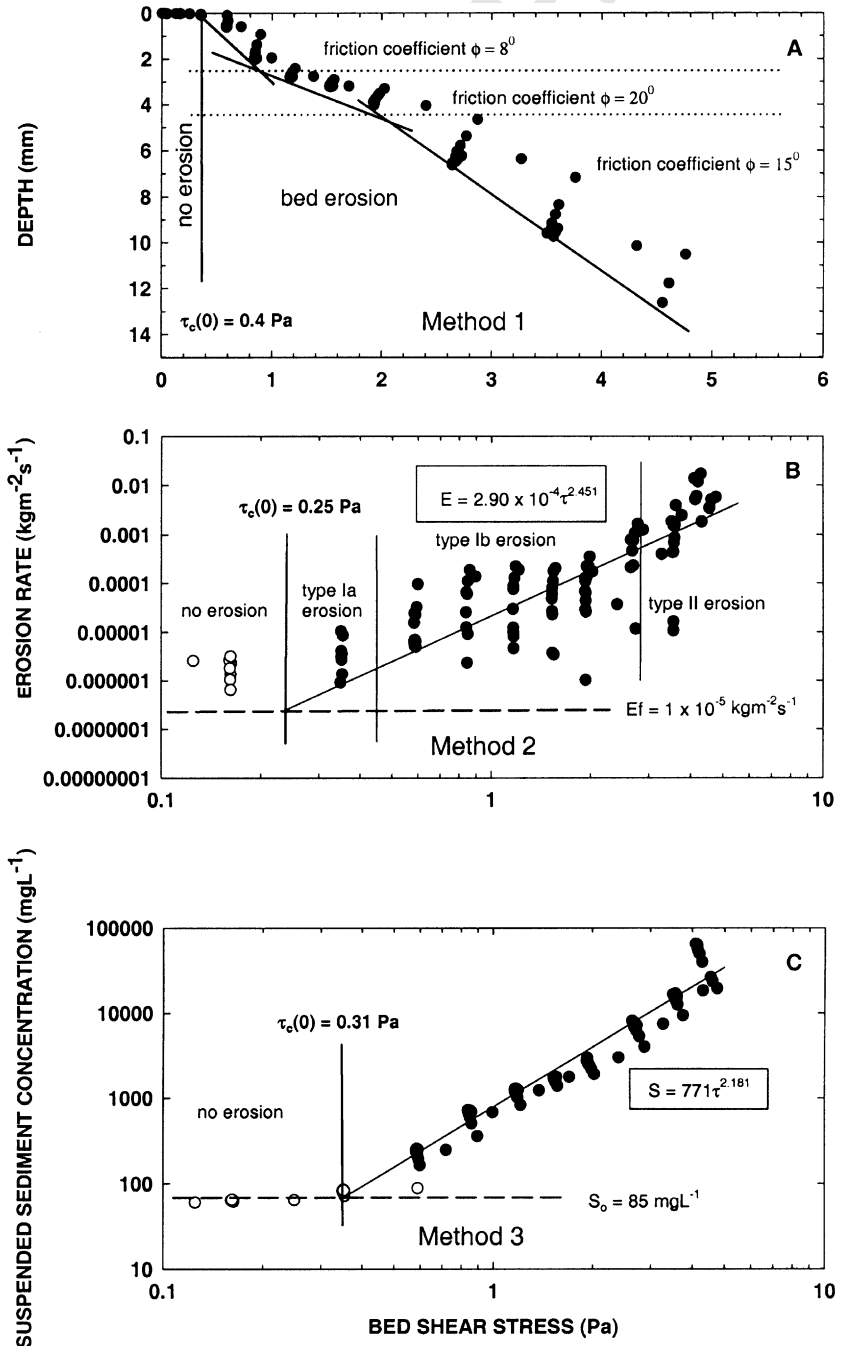 0
2
4
6
8
10
12
14
DEPTH (mm)
A
friction coefficient ϕ = 8⁰
friction coefficient ϕ = 20⁰
friction coefficient ϕ = 15⁰
no erosion
bed erosion
τc(0) = 0.4 Pa
Method 1
0 1 2 3 4 5 6
0.1
0.01
0.001
0.0001
0.00001
0.000001
0.0000001
0.00000001
EROSION RATE (kgm⁻²s⁻¹)
B
E = 2.90 x 10⁻⁴τ²·⁴⁵¹
τc(0) = 0.25 Pa
type Ib erosion
type Ia
erosion
no erosion
type II erosion
Ef = 1 x 10⁻⁵ kgm⁻²s⁻¹
Method 2
0.1 1 10
100000
10000
1000
100
10
SUSPENDED SEDIMENT CONCENTRATION (mgL⁻¹)
C
τc(0) = 0.31 Pa
no erosion
S = 771τ²·¹⁸¹
So = 85 mgL⁻¹
Method 3
0.1 1 10
BED SHEAR STRESS (Pa)